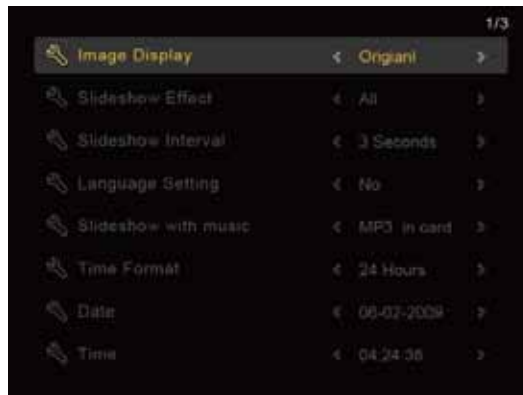 1/3
Image Display < Ongianl >
Slideshow Effect < All >
Slideshow Interval < 3 Seconds >
Language Setting < No >
Slideshow with music < MP3 in card >
Time Format < 24 Hours >
Date < 06-02-2009 >
Time < 04:24:36 >